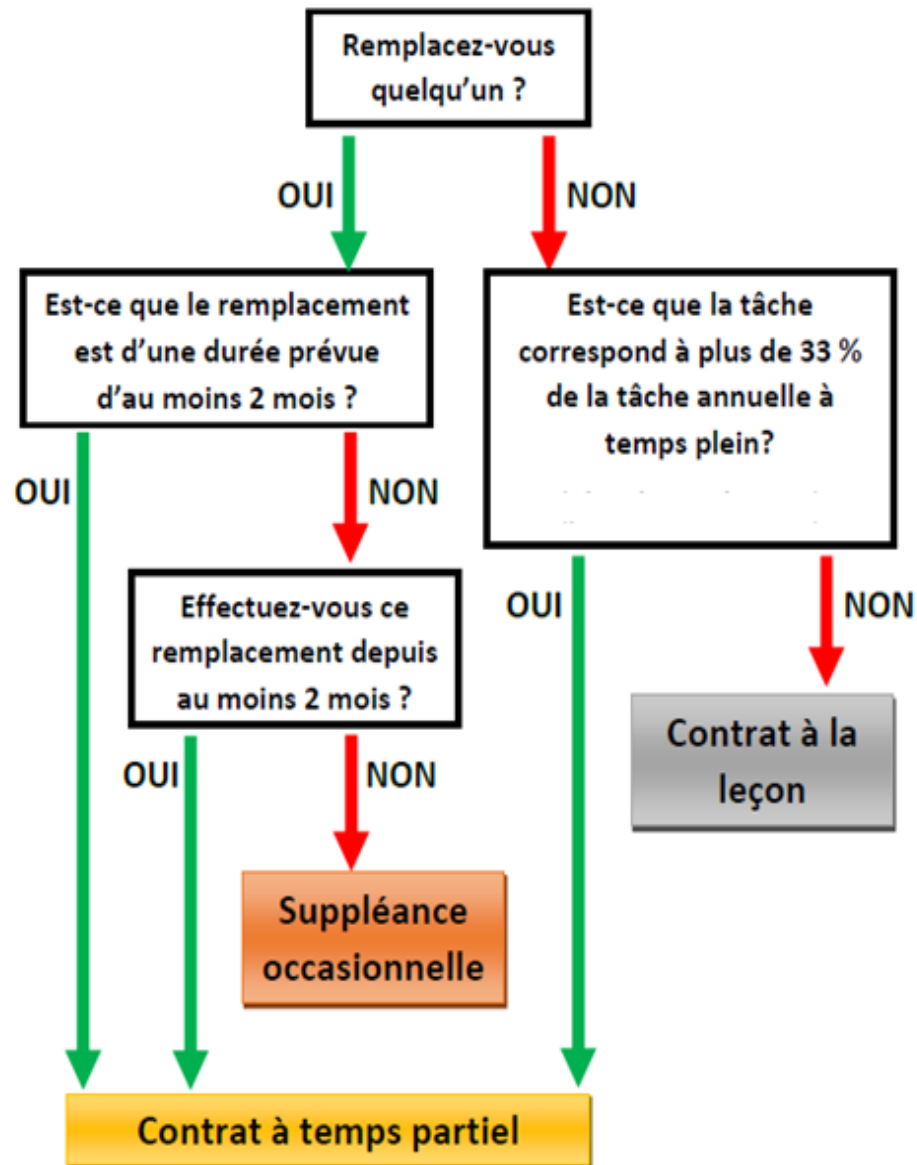 Remplacez-vous
quelqu'un ?
OUI
NON
Est-ce que le remplacement
est d'une durée prévue
d'au moins 2 mois ?
Est-ce que la tâche
correspond à plus de 33 %
de la tâche annuelle à
temps plein?
OUI
NON
OUI
NON
Effectuez-vous ce
remplacement depuis
au moins 2 mois ?
Contrat à la
leçon
OUI
NON
Suppléance
occasionnelle
Contrat à temps partiel